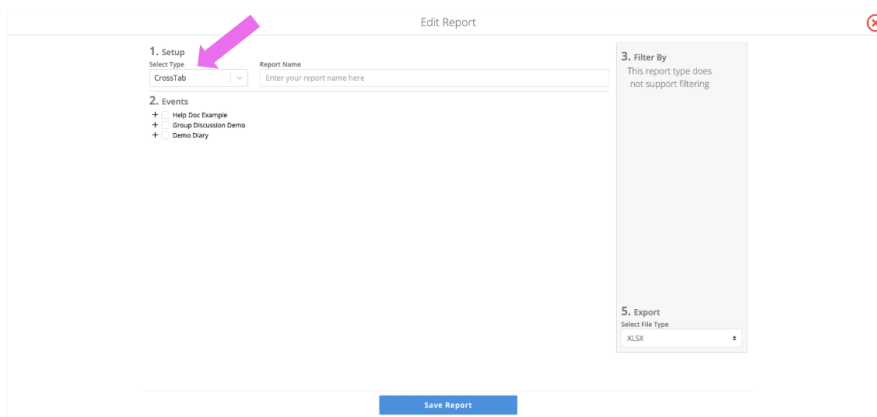 Edit Report
1. Setup
Select Type
Report Name
CrossTab
Enter your report name here
2. Events
Help Doc Example
Group Discussion Demo
Demo Diary
3. Filter By
This report type does
not support filtering
5. Export
Select File Type
XLSX
Save Report